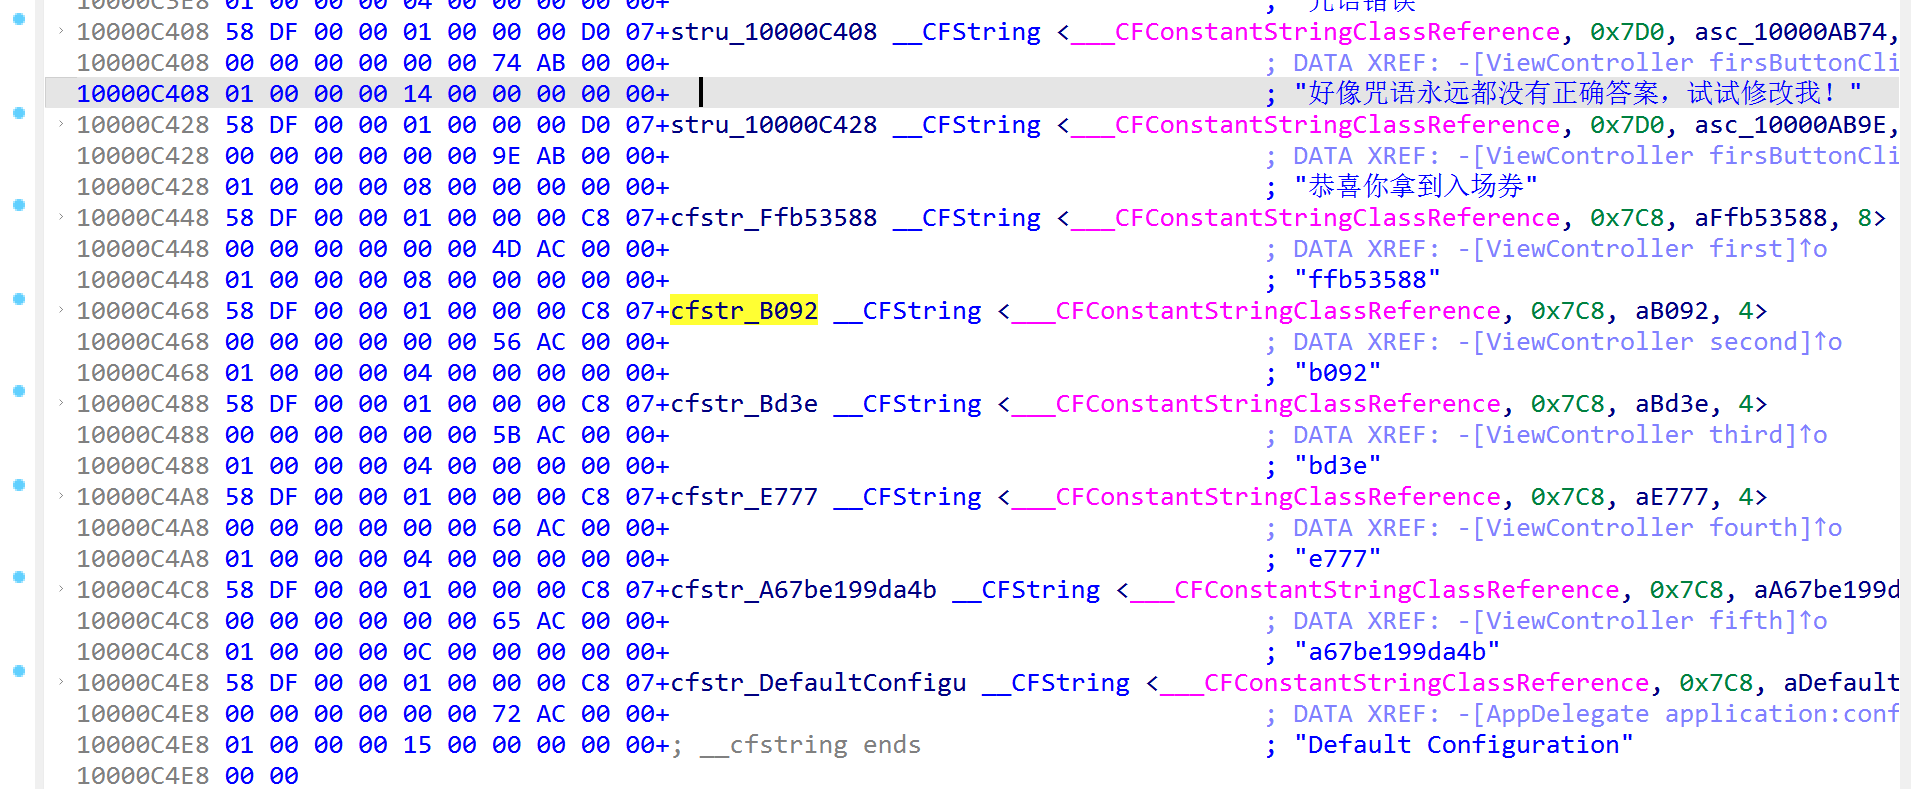 10000C3E8 01 00 00 00 04 00 00 00 00 00+ ; "咒语错误"
10000C408 58 DF 00 00 01 00 00 00 D0 07+stru_10000C408 __CFString <___CFConstantStringClassReference, 0x7D0, asc_10000AB74,
10000C408 00 00 00 00 00 00 74 AB 00 00+ ; DATA XREF: -[ViewController firsButtonCli
10000C408 01 00 00 00 14 00 00 00 00 00+ ; "好像咒语永远都没有正确答案，试试修改我！"
10000C428 58 DF 00 00 01 00 00 00 D0 07+stru_10000C428 __CFString <___CFConstantStringClassReference, 0x7D0, asc_10000AB9E,
10000C428 00 00 00 00 00 00 9E AB 00 00+ ; DATA XREF: -[ViewController firsButtonCli
10000C428 01 00 00 00 08 00 00 00 00 00+ ; "恭喜你拿到入场券"
10000C448 58 DF 00 00 01 00 00 00 C8 07+cfstr_Ffb53588 __CFString <___CFConstantStringClassReference, 0x7C8, aFfb53588, 8>
10000C448 00 00 00 00 00 00 4D AC 00 00+ ; DATA XREF: -[ViewController first]↑o
10000C448 01 00 00 00 08 00 00 00 00 00+ ; "ffb53588"
10000C468 58 DF 00 00 01 00 00 00 C8 07+cfstr_B092 __CFString <___CFConstantStringClassReference, 0x7C8, aB092, 4>
10000C468 00 00 00 00 00 00 56 AC 00 00+ ; DATA XREF: -[ViewController second]↑o
10000C468 01 00 00 00 04 00 00 00 00 00+ ; "b092"
10000C488 58 DF 00 00 01 00 00 00 C8 07+cfstr_Bd3e __CFString <___CFConstantStringClassReference, 0x7C8, aBd3e, 4>
10000C488 00 00 00 00 00 00 5B AC 00 00+ ; DATA XREF: -[ViewController third]↑o
10000C488 01 00 00 00 04 00 00 00 00 00+ ; "bd3e"
10000C4A8 58 DF 00 00 01 00 00 00 C8 07+cfstr_E777 __CFString <___CFConstantStringClassReference, 0x7C8, aE777, 4>
10000C4A8 00 00 00 00 00 00 60 AC 00 00+ ; DATA XREF: -[ViewController fourth]↑o
10000C4A8 01 00 00 00 04 00 00 00 00 00+ ; "e777"
10000C4C8 58 DF 00 00 01 00 00 00 C8 07+cfstr_A67be199da4b __CFString <___CFConstantStringClassReference, 0x7C8, aA67be199d
10000C4C8 00 00 00 00 00 00 65 AC 00 00+ ; DATA XREF: -[ViewController fifth]↑o
10000C4C8 01 00 00 00 0C 00 00 00 00 00+ ; "a67be199da4b"
10000C4E8 58 DF 00 00 01 00 00 00 C8 07+cfstr_DefaultConfigu __CFString <___CFConstantStringClassReference, 0x7C8, aDefault
10000C4E8 00 00 00 00 00 00 72 AC 00 00+ ; DATA XREF: -[AppDelegate application:conf
10000C4E8 01 00 00 00 15 00 00 00 00 00+; __cfstring ends ; "Default Configuration"
10000C4E8 00 00